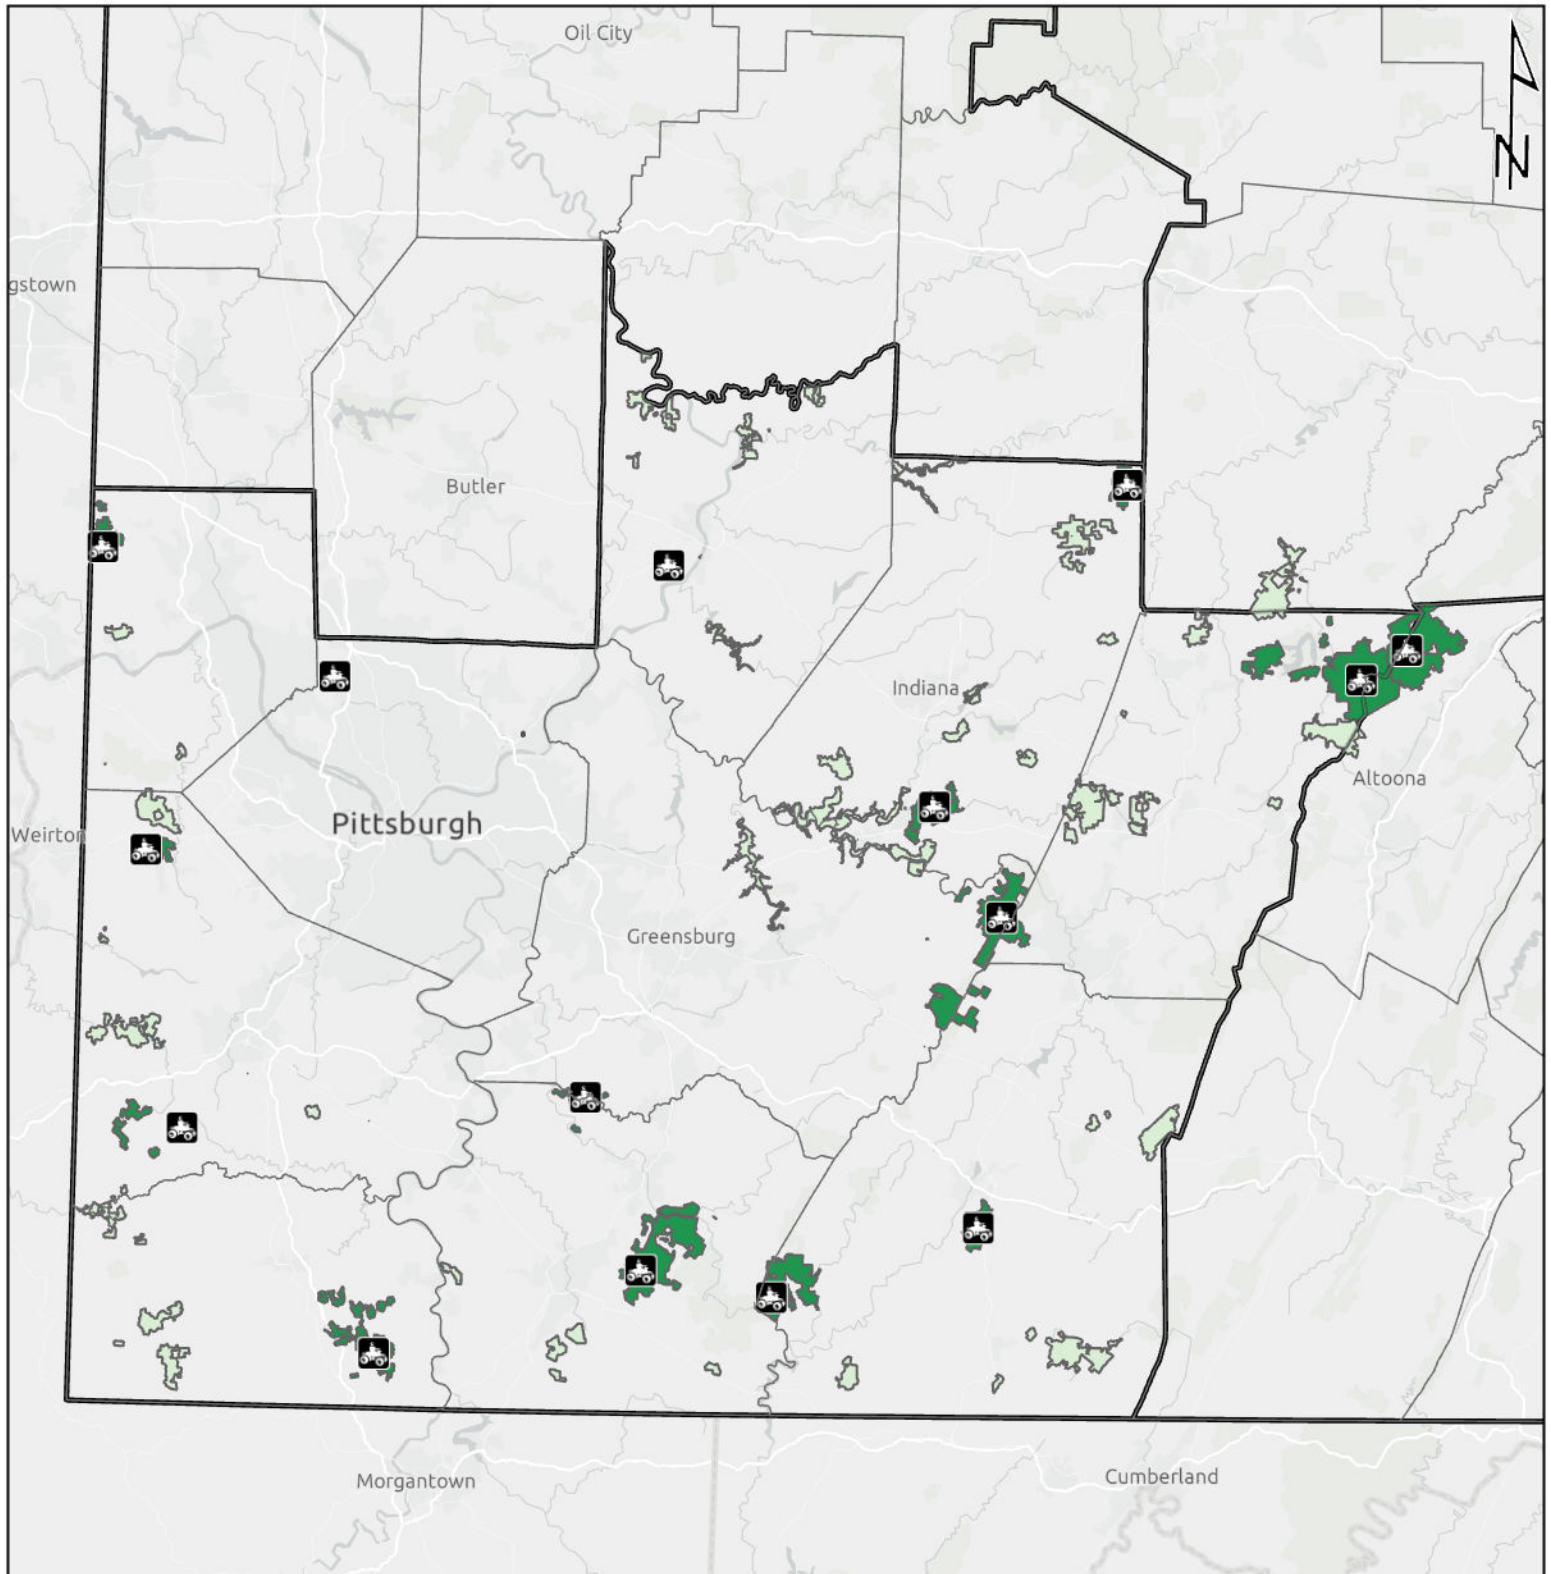 Oil City
gstown
N
Butler
Indiana
Altoona
Pittsburgh
Weirton
Greensburg
Morgantown
Cumberland